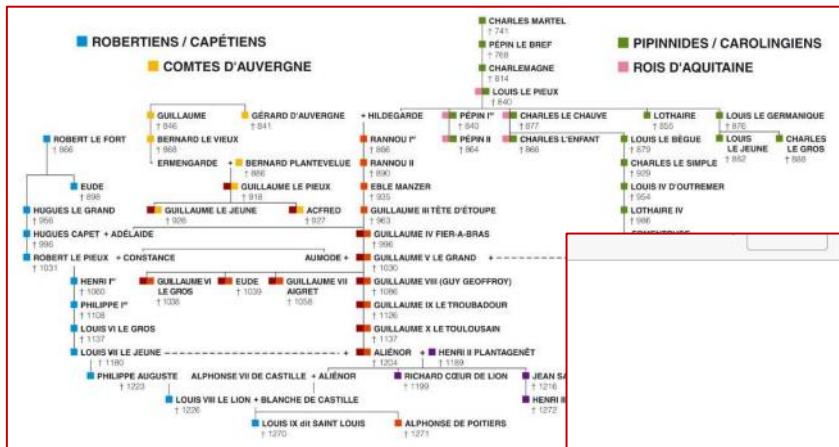 CHARLES MARTEL
† 741
ROBERTIENS / CAPÉTIENS
PÉPIN LE BREF
† 768
PIPINNIDES / CAROLINGIENS
COMTES D'AUVERGNE
CHARLEMAGNE
† 814
ROIS D'AQUITAINE
LOUIS LE PIEUX
† 840
GUILLAUME
† 846
GÉRARD D'AUVERGNE
† 841
+ HILDEGARDE
PÉPIN Iᵉʳ
† 840
CHARLES LE CHAUVE
† 877
LOTHAIRE
† 855
LOUIS LE GERMANIQUE
† 876
ROBERT LE FORT
† 866
BERNARD LE VIEUX
† 868
RANNOU Iᵉʳ
† 866
PÉPIN II
† 864
CHARLES L'ENFANT
† 866
LOUIS LE BÈGUE
† 879
LOUIS
LE JEUNE
† 882
CHARLES
LE GROS
† 888
ERMENGARDE + BERNARD PLANTEVELUE
† 886
RANNOU II
† 890
CHARLES LE SIMPLE
† 929
EUDE
† 898
GUILLAUME LE PIEUX
† 918
EBLE MANZER
† 935
LOUIS IV D'OUTREMER
† 954
HUGUES LE GRAND
† 956
GUILLAUME LE JEUNE
† 926
ACFRED
† 927
GUILLAUME III TÊTE D'ÉTOUPE
† 963
LOTHAIRE IV
† 986
HUGUES CAPET + ADÉLAIDE
† 996
GUILLAUME IV FIER-A-BRAS
† 996
ROBERT LE PIEUX + CONSTANCE
† 1031
AUMODE + GUILLAUME V LE GRAND
† 1030
HENRI Iᵉʳ
† 1060
GUILLAUME VI
LE GROS
† 1038
EUDE
† 1039
GUILLAUME VII
AIGRET
† 1058
GUILLAUME VIII (GUY GEOFFROY)
† 1086
PHILIPPE Iᵉʳ
† 1108
GUILLAUME IX LE TROUBADOUR
† 1126
LOUIS VI LE GROS
† 1137
GUILLAUME X LE TOULOUSAIN
† 1137
LOUIS VII LE JEUNE
† 1180
+ ALIÉNOR
† 1204
+ HENRI II PLANTAGENÊT
† 1189
PHILIPPE AUGUSTE
† 1223
ALPHONSE VII DE CASTILLE + ALIÉNOR
RICHARD CŒUR DE LION
† 1199
JEAN SA
† 1216
LOUIS VIII LE LION + BLANCHE DE CASTILLE
† 1226
HENRI II
† 1272
LOUIS IX dit SAINT LOUIS
† 1270
ALPHONSE DE POITIERS
† 1271